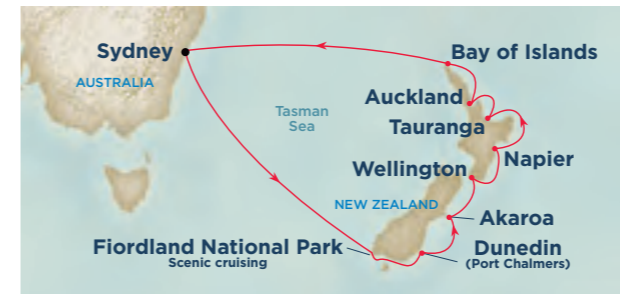 Sydney
AUSTRALIA
Bay of Islands
Auckland
Tasman
Sea
Tauranga
Napier
Wellington
NEW ZEALAND
Akaroa
Fiordland National Park
Scenic cruising
Dunedin
(Port Chalmers)